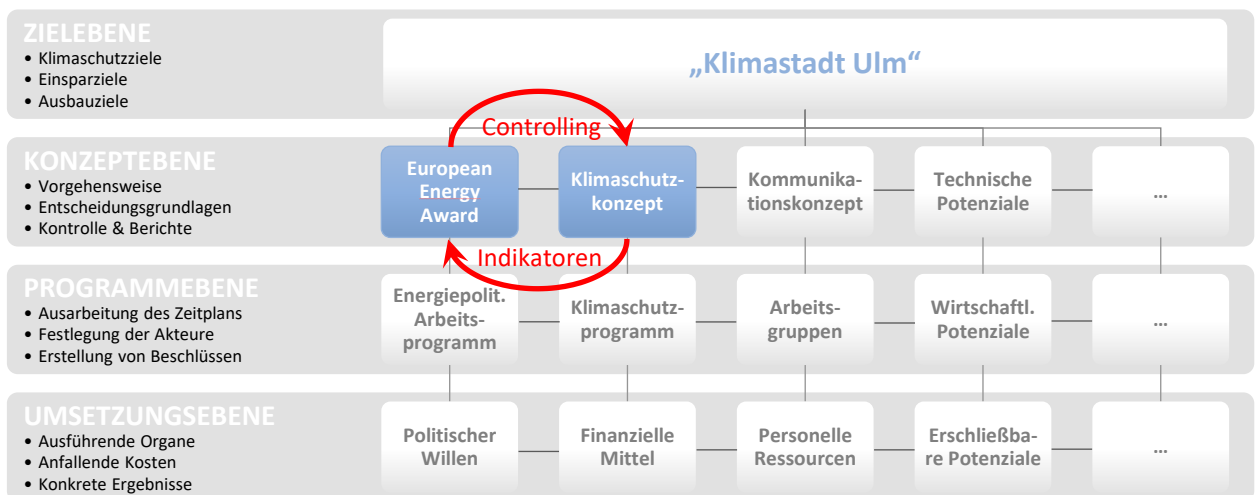 ZIELEBENE
• Klimaschutzziele
• Einsparziele
• Ausbauziele
„Klimastadt Ulm“
Controlling
KONZEPTEBENE
• Vorgehensweise
• Entscheidungsgrundlagen
• Kontrolle & Berichte
European
Energy
Award
Klimaschutz-
konzept
Kommunika-
tionskonzept
Technische
Potenziale
...
Indikatoren
PROGRAMMEBENE
• Ausarbeitung des Zeitplans
• Festlegung der Akteure
• Erstellung von Beschlüssen
Energiepolit.
Arbeits-
programm
Klimaschutz-
programm
Arbeits-
gruppen
Wirtschaftl.
Potenziale
...
UMSETZUNGSEBENE
• Ausführende Organe
• Anfallende Kosten
• Konkrete Ergebnisse
Politischer
Willen
Finanzielle
Mittel
Personelle
Ressourcen
Erschließba-
re Potenziale
...